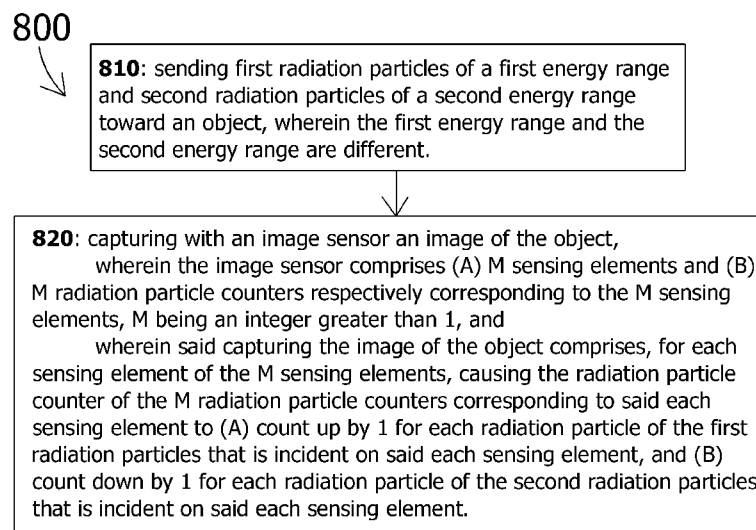 800
810: sending first radiation particles of a first energy range
and second radiation particles of a second energy range
toward an object, wherein the first energy range and the
second energy range are different.
820: capturing with an image sensor an image of the object,
wherein the image sensor comprises (A) M sensing elements and (B)
M radiation particle counters respectively corresponding to the M sensing
elements, M being an integer greater than 1, and
wherein said capturing the image of the object comprises, for each
sensing element of the M sensing elements, causing the radiation particle
counter of the M radiation particle counters corresponding to said each
sensing element to (A) count up by 1 for each radiation particle of the first
radiation particles that is incident on said each sensing element, and (B)
count down by 1 for each radiation particle of the second radiation particles
that is incident on said each sensing element.